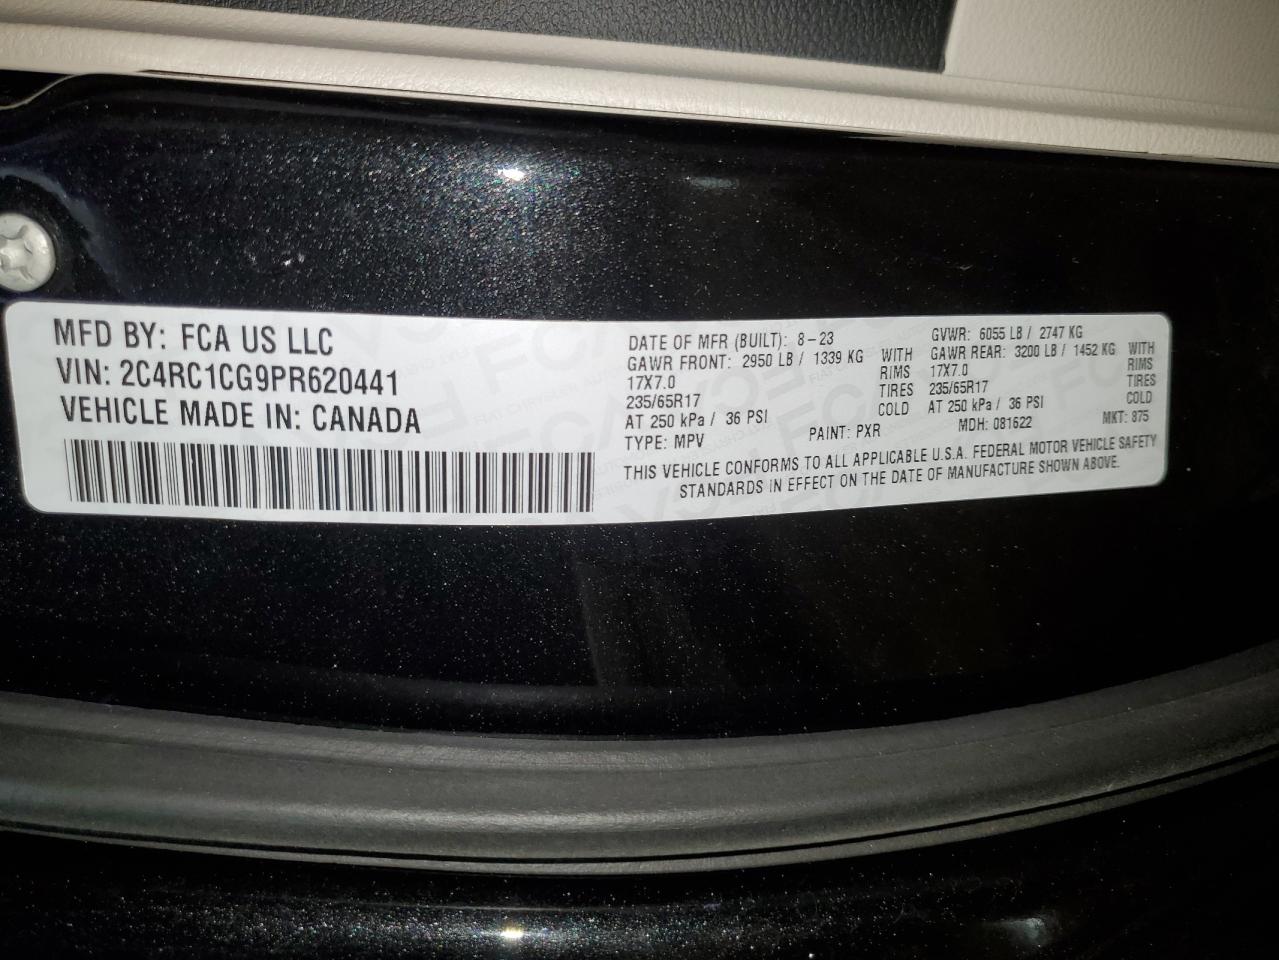 MFD BY: FCA US LLC
VIN: 2C4RC1CG9PR620441
VEHICLE MADE IN: CANADA
DATE OF MFR (BUILT): 8-23 GVWR: 6055 LB / 2747 KG
GAWR FRONT: 2950 LB / 1339 KG WITH GAWR REAR: 3200 LB / 1452 KG WITH
17X7.0 RIMS 17X7.0 RIMS
235/65R17 TIRES 235/65R17 TIRES
AT 250 kPa / 36 PSI COLD AT 250 kPa / 36 PSI COLD
TYPE: MPV PAINT: PXR MDH: 081622 MKT: 875
THIS VEHICLE CONFORMS TO ALL APPLICABLE U.S.A. FEDERAL MOTOR VEHICLE SAFETY
STANDARDS IN EFFECT ON THE DATE OF MANUFACTURE SHOWN ABOVE.